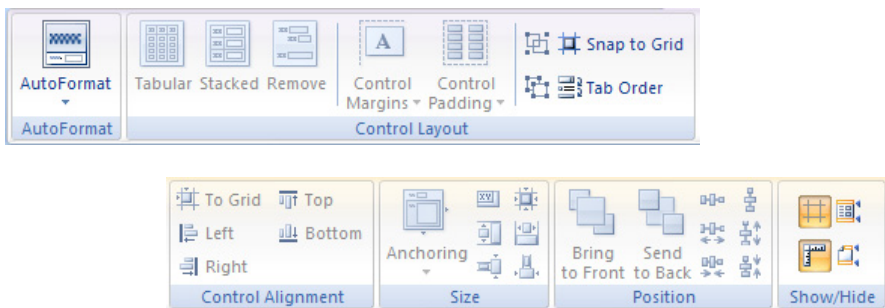 AutoFormat
Tabular Stacked Remove
Control Margins
Control Padding
Snap to Grid
Tab Order
AutoFormat
Control Layout
To Grid
Top
Left
Bottom
Right
Anchoring
Bring to Front
Send to Back
Control Alignment
Size
Position
Show/Hide